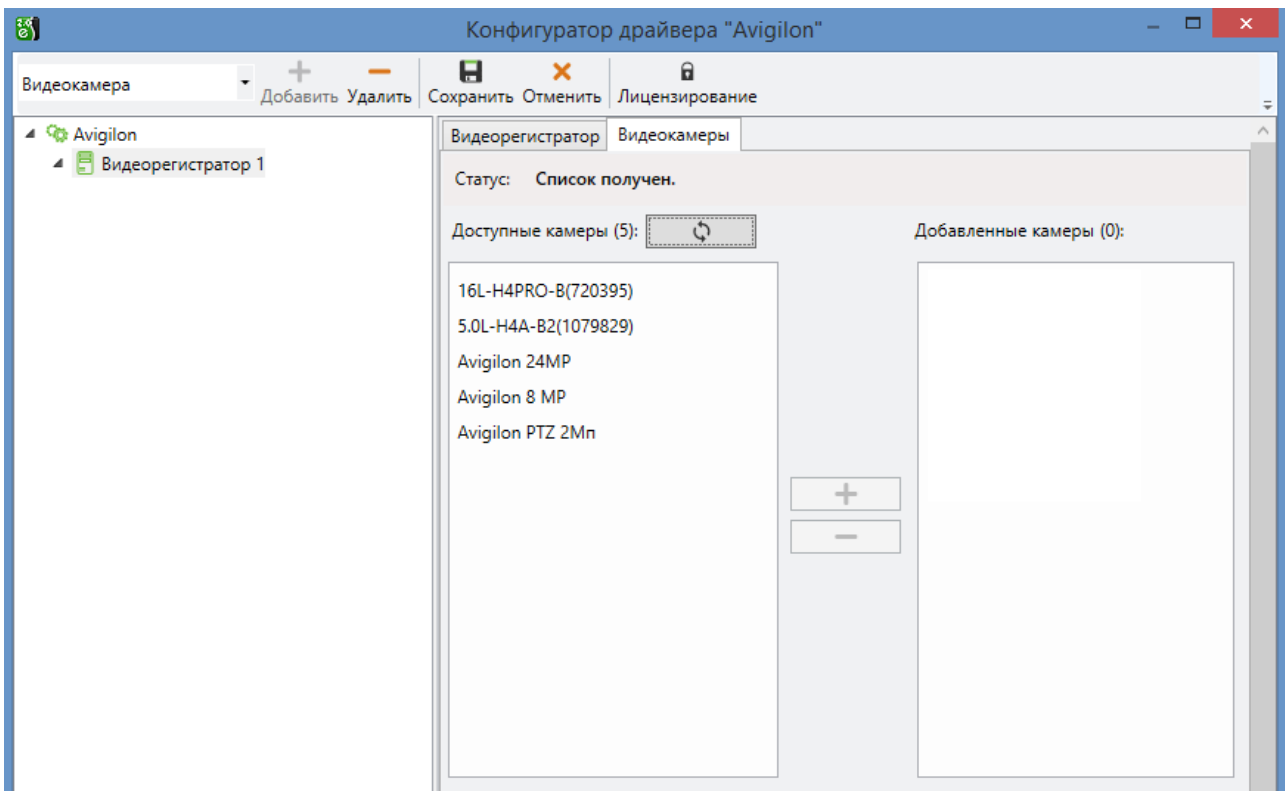 Конфигуратор драйвера "Avigilon"
Видеокамера
Добавить Удалить Сохранить Отменить Лицензирование
Avigilon
Видеорегистратор 1
Видеорегистратор Видеокамеры
Статус: Список получен.
Доступные камеры (5): Добавленные камеры (0):
16L-H4PRO-B(720395)
5.0L-H4A-B2(1079829)
Avigilon 24MP
Avigilon 8 MP
Avigilon PTZ 2Мп